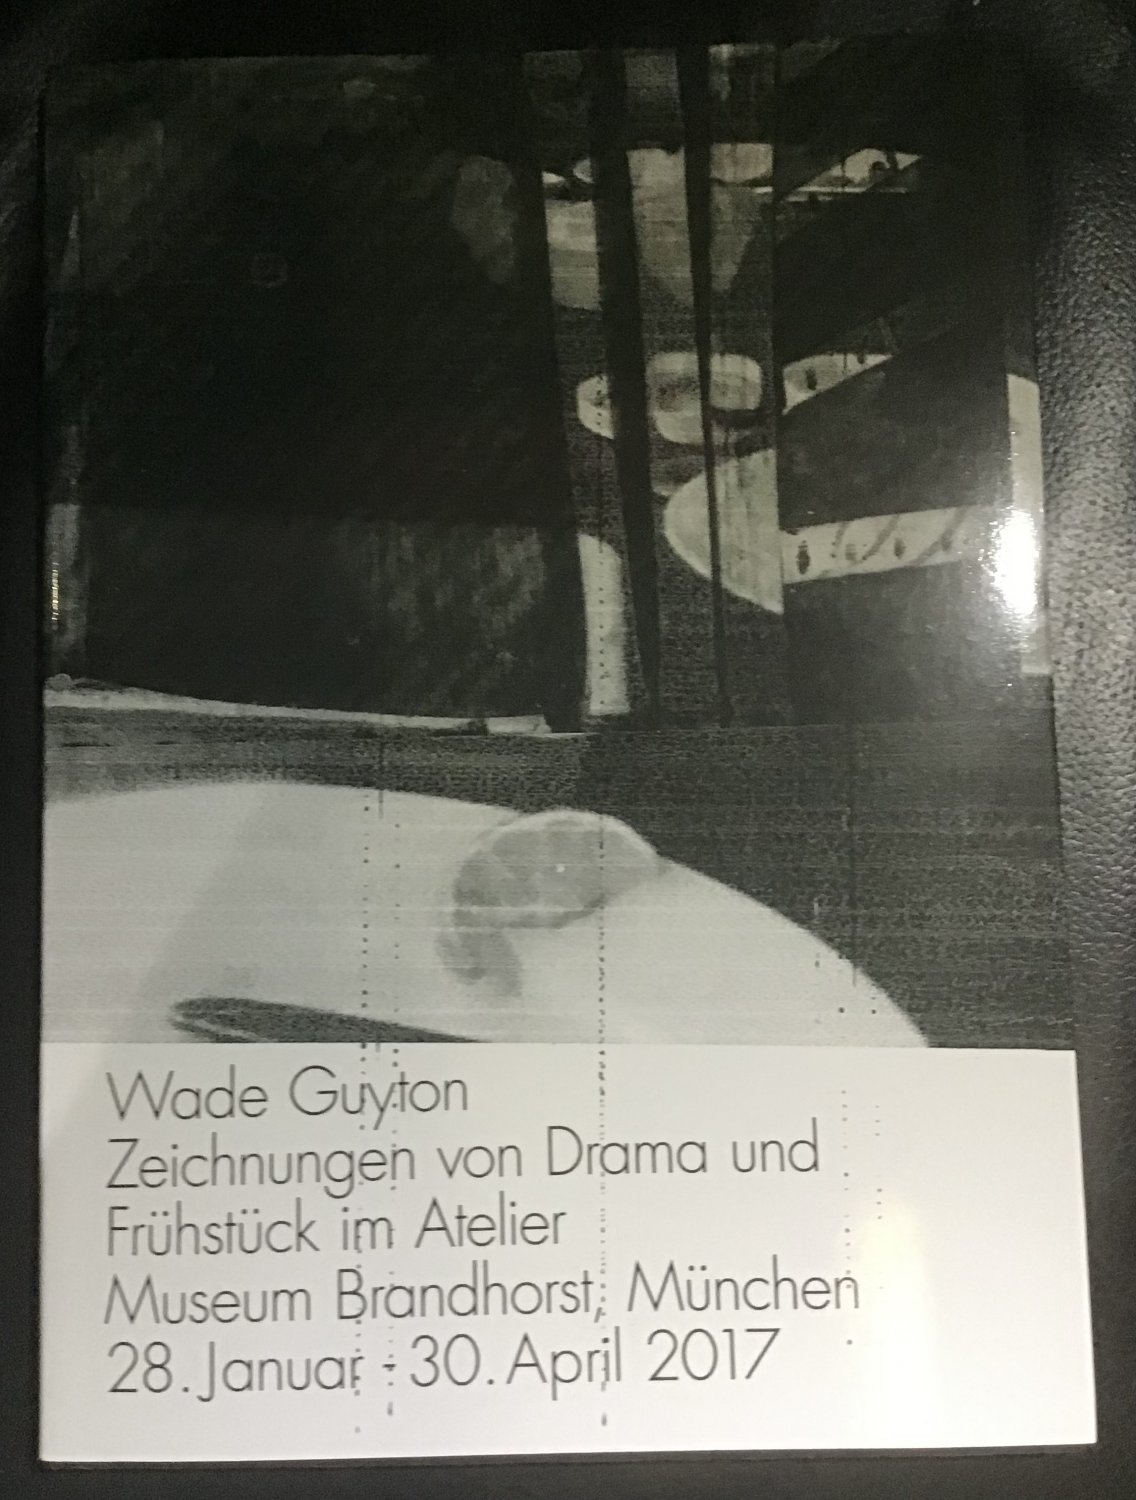 Wade Guyton
Zeichnungen von Drama und
Frühstück im Atelier
Museum Brandhorst, München
28. Januar - 30. April 2017